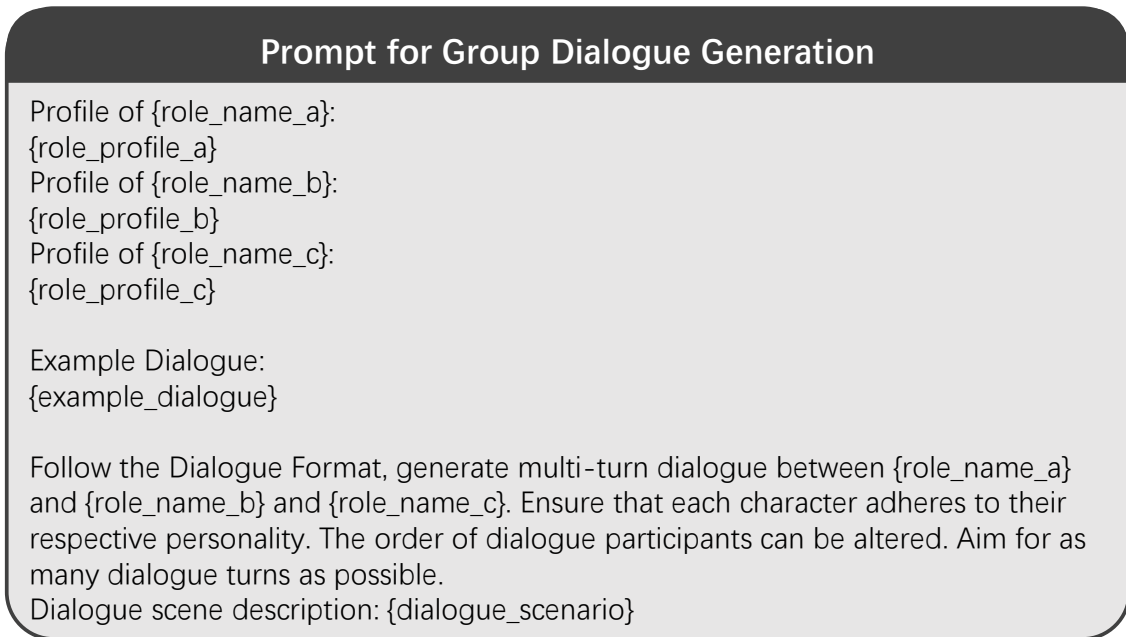 Prompt for Group Dialogue Generation
Profile of {role_name_a}:
{role_profile_a}
Profile of {role_name_b}:
{role_profile_b}
Profile of {role_name_c}:
{role_profile_c}
Example Dialogue:
{example_dialogue}
Follow the Dialogue Format, generate multi-turn dialogue between {role_name_a}
and {role_name_b} and {role_name_c}. Ensure that each character adheres to their
respective personality. The order of dialogue participants can be altered. Aim for as
many dialogue turns as possible.
Dialogue scene description: {dialogue_scenario}